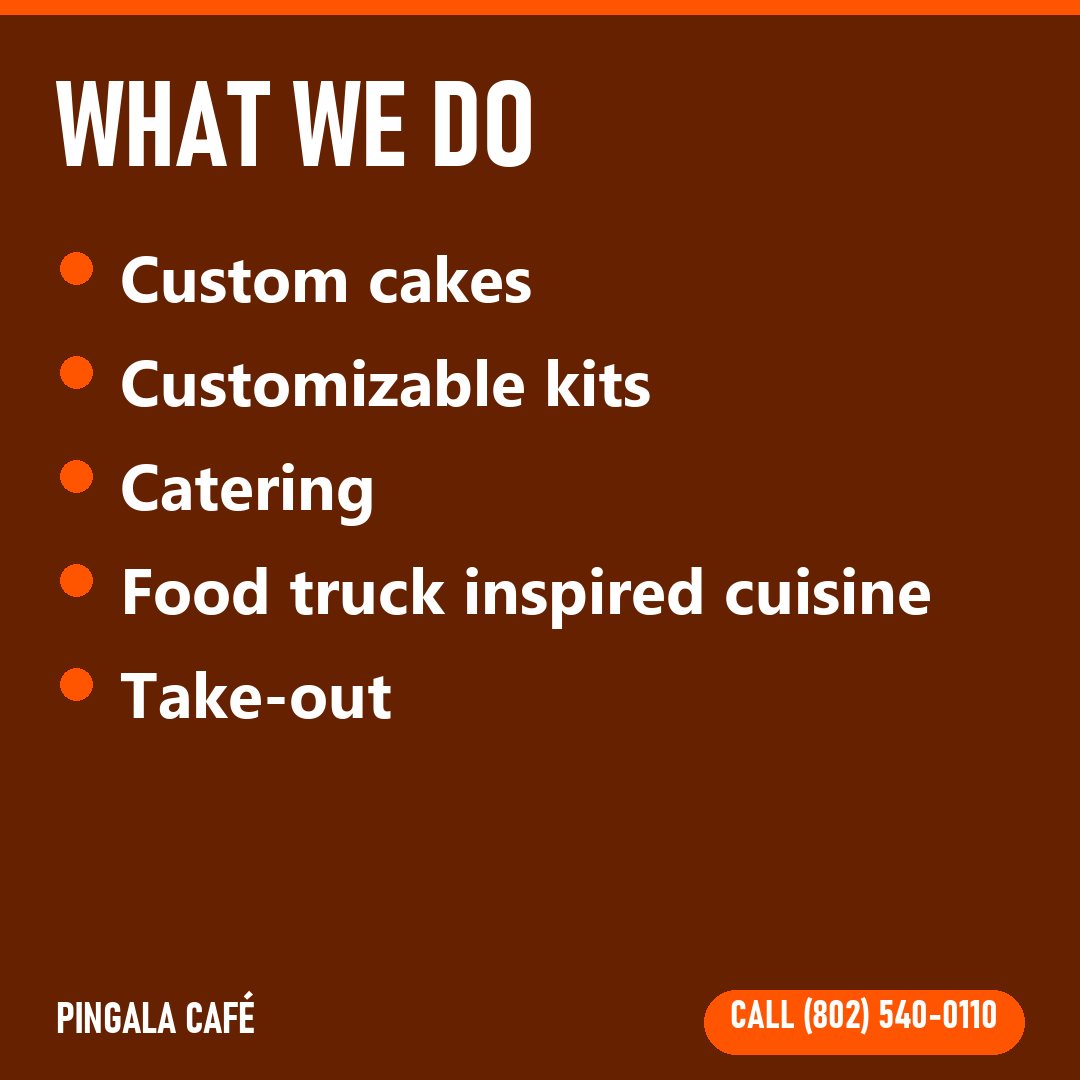 WHAT WE DO
Custom cakes
Customizable kits
Catering
Food truck inspired cuisine
Take-out
PINGALA CAFÉ
CALL (802) 540-0110